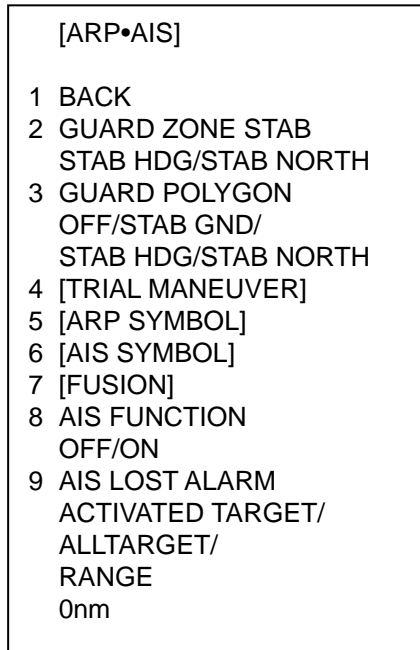 [ARP•AIS]
1 BACK
2 GUARD ZONE STAB
STAB HDG/STAB NORTH
3 GUARD POLYGON
OFF/STAB GND/
STAB HDG/STAB NORTH
4 [TRIAL MANEUVER]
5 [ARP SYMBOL]
6 [AIS SYMBOL]
7 [FUSION]
8 AIS FUNCTION
OFF/ON
9 AIS LOST ALARM
ACTIVATED TARGET/
ALLTARGET/
RANGE
0nm